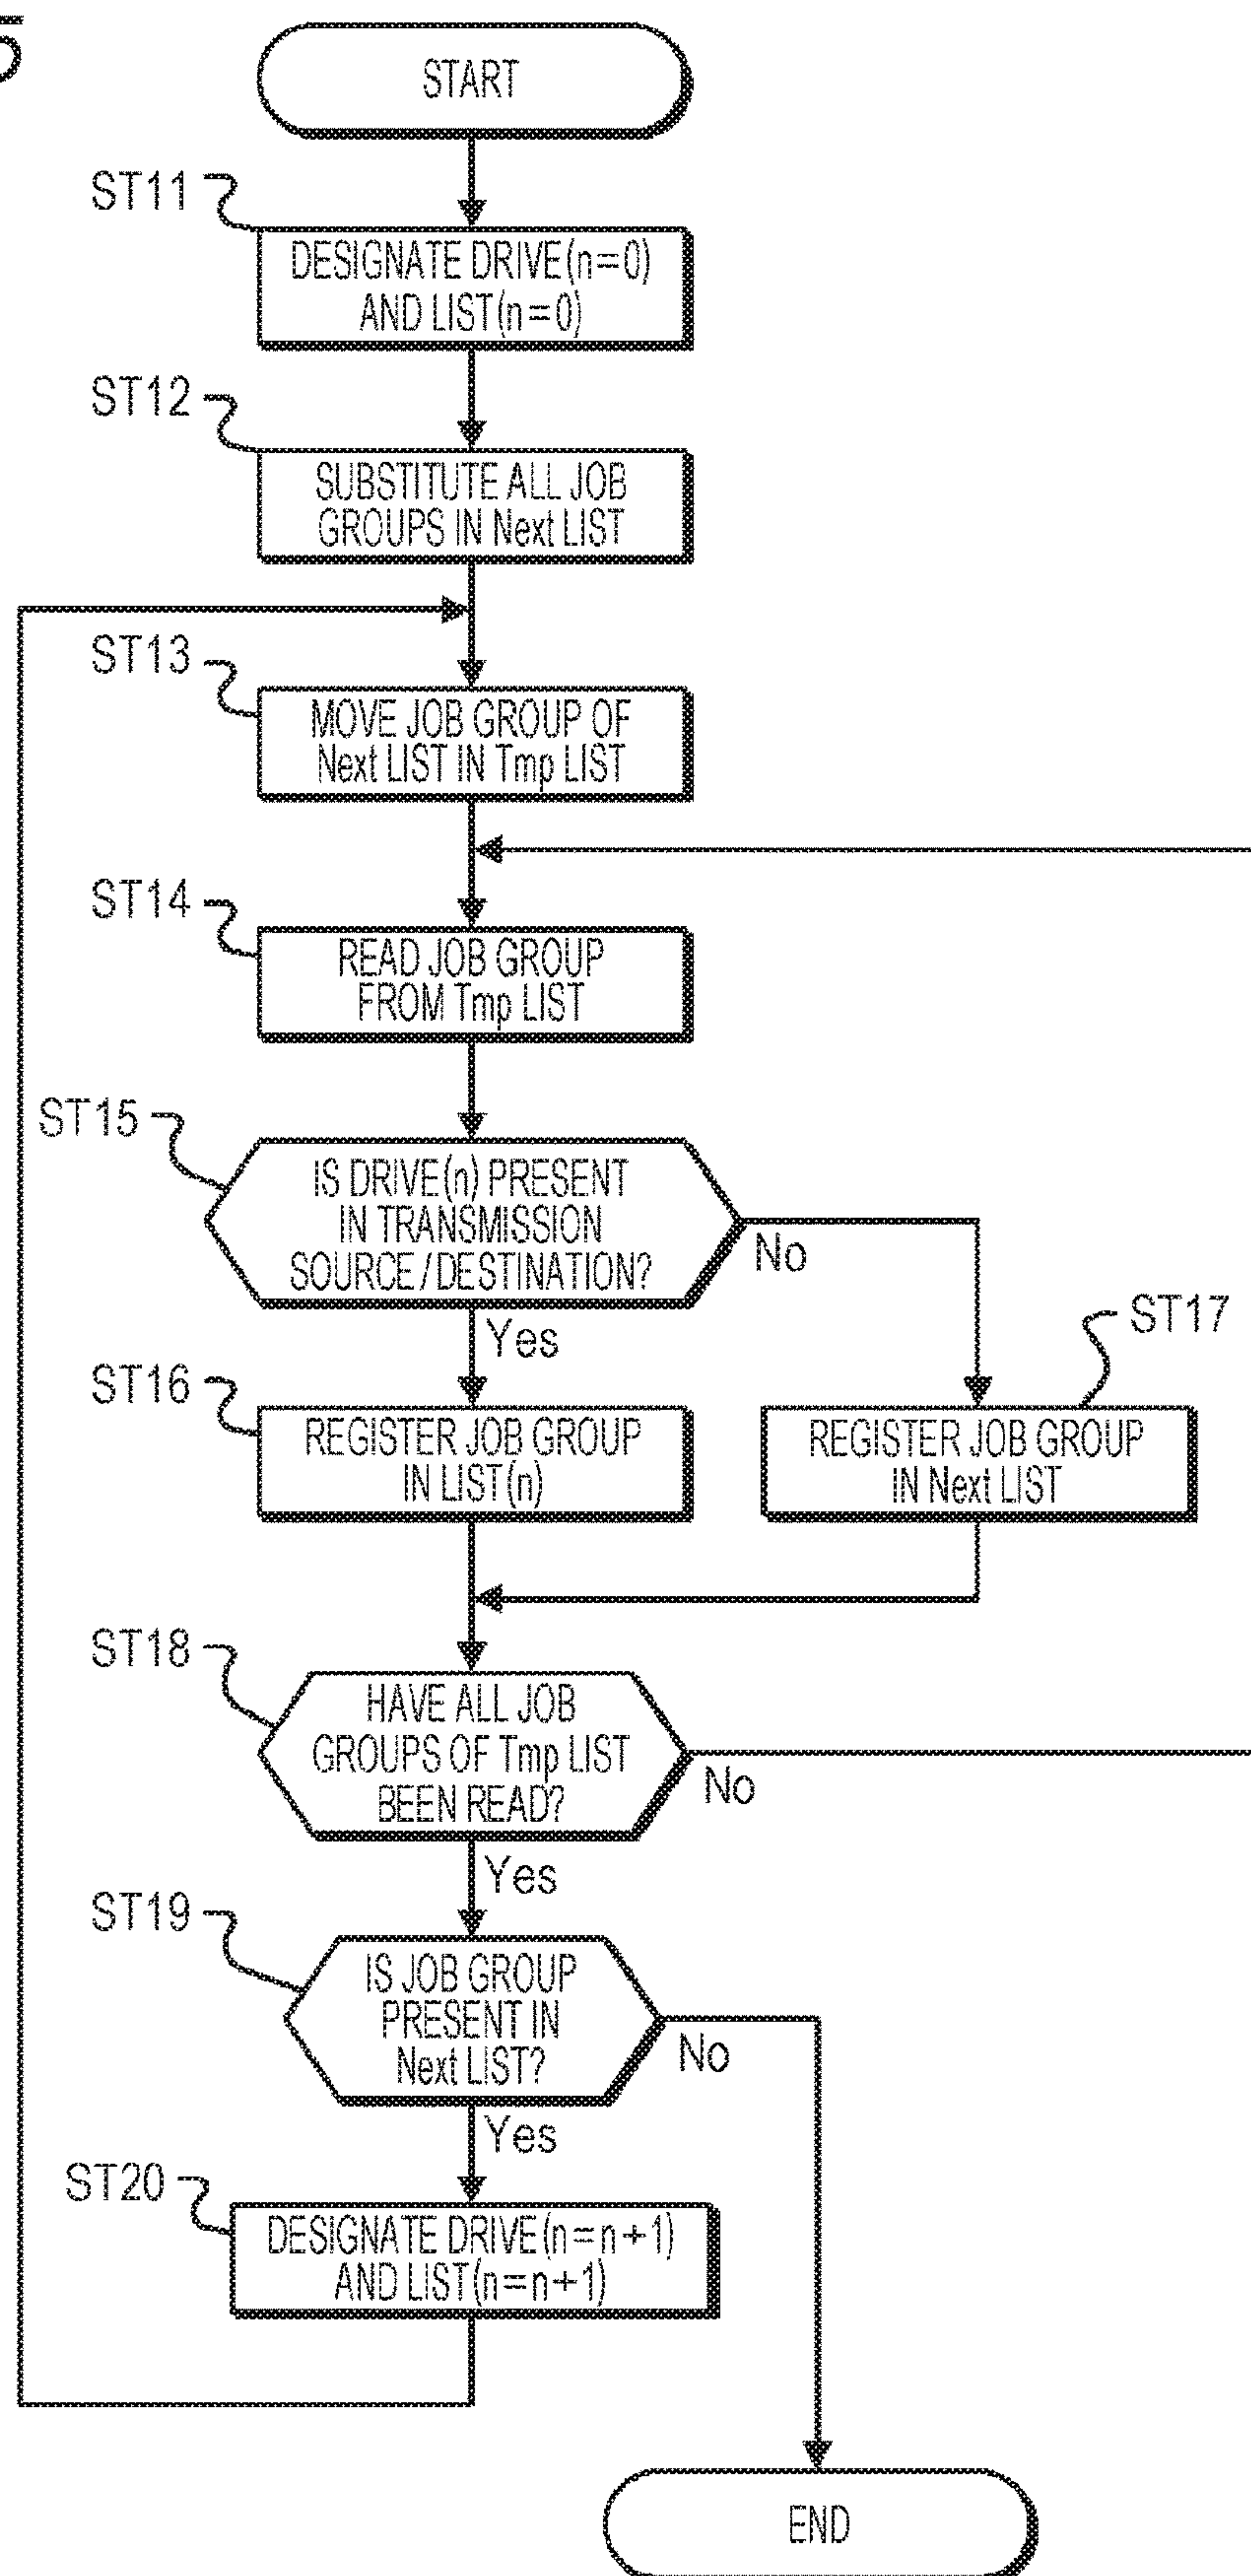 5
START
ST11
DESIGNATE DRIVE(n=0)
AND LIST(n=0)
ST12
SUBSTITUTE ALL JOB
GROUPS IN Next LIST
ST13
MOVE JOB GROUP OF
Next LIST IN Tmp LIST
ST14
READ JOB GROUP
FROM Tmp LIST
ST15
IS DRIVE(n) PRESENT
IN TRANSMISSION
SOURCE/DESTINATION?
No
Yes
ST17
ST16
REGISTER JOB GROUP
IN LIST(n)
REGISTER JOB GROUP
IN Next LIST
ST18
HAVE ALL JOB
GROUPS OF Tmp LIST
BEEN READ?
No
Yes
ST19
IS JOB GROUP
PRESENT IN
Next LIST?
No
Yes
ST20
DESIGNATE DRIVE(n=n+1)
AND LIST(n=n+1)
END